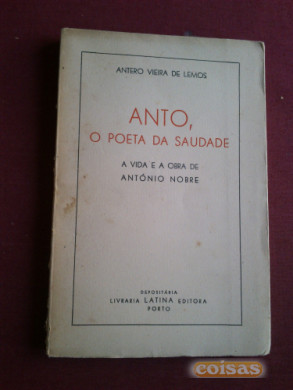 ANTERO VIEIRA DE LEMOS
ANTO,
O POETA DA SAUDADE
A VIDA E A OBRA DE
ANTÓNIO NOBRE
DEPOSITÁRIA
LIVRARIA LATINA EDITORA
PORTO
coisas